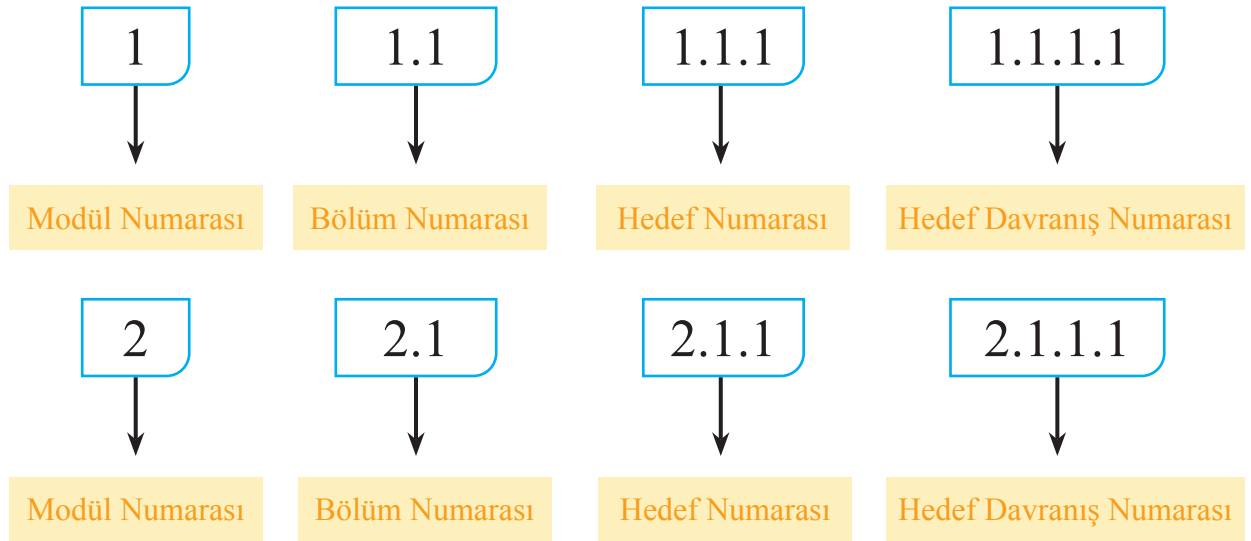 1 1.1 1.1.1 1.1.1.1
Modül Numarası Bölüm Numarası Hedef Numarası Hedef Davranış Numarası
2 2.1 2.1.1 2.1.1.1
Modül Numarası Bölüm Numarası Hedef Numarası Hedef Davranış Numarası